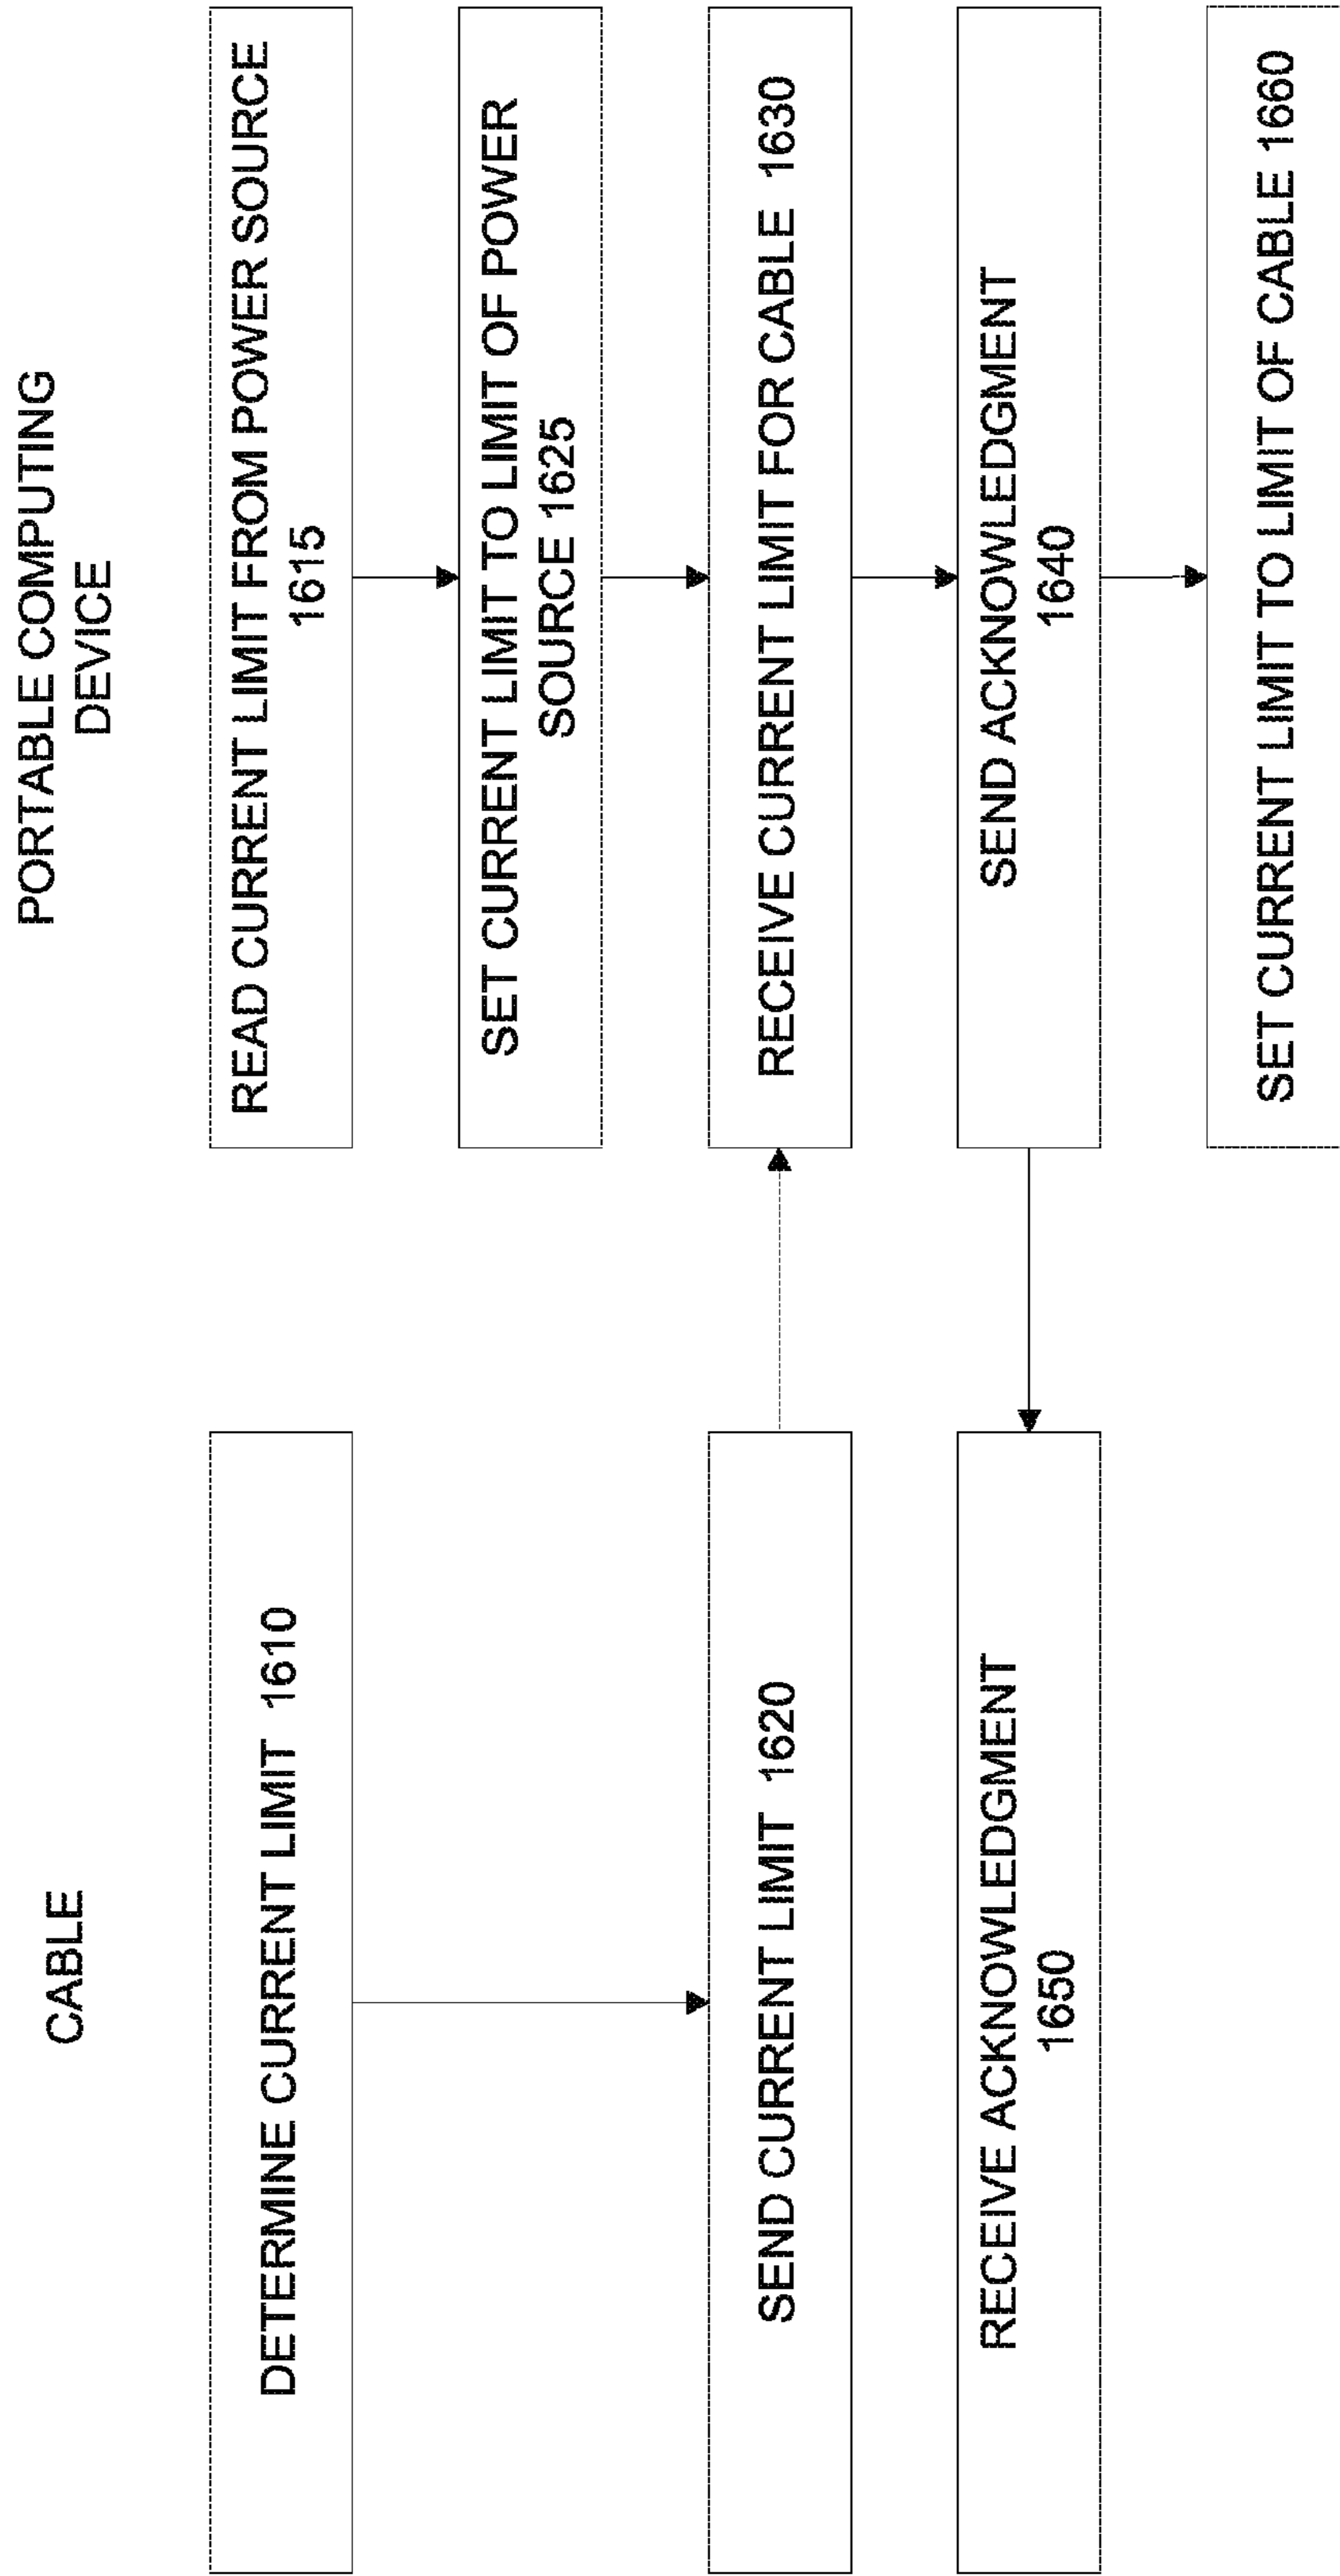 CABLE
PORTABLE COMPUTING
DEVICE
DETERMINE CURRENT LIMIT 1610
READ CURRENT LIMIT FROM POWER SOURCE
1615
SET CURRENT LIMIT TO LIMIT OF POWER
SOURCE 1625
SEND CURRENT LIMIT 1620
RECEIVE CURRENT LIMIT FOR CABLE 1630
RECEIVE ACKNOWLEDGMENT
1650
SEND ACKNOWLEDGMENT
1640
SET CURRENT LIMIT TO LIMIT OF CABLE 1660